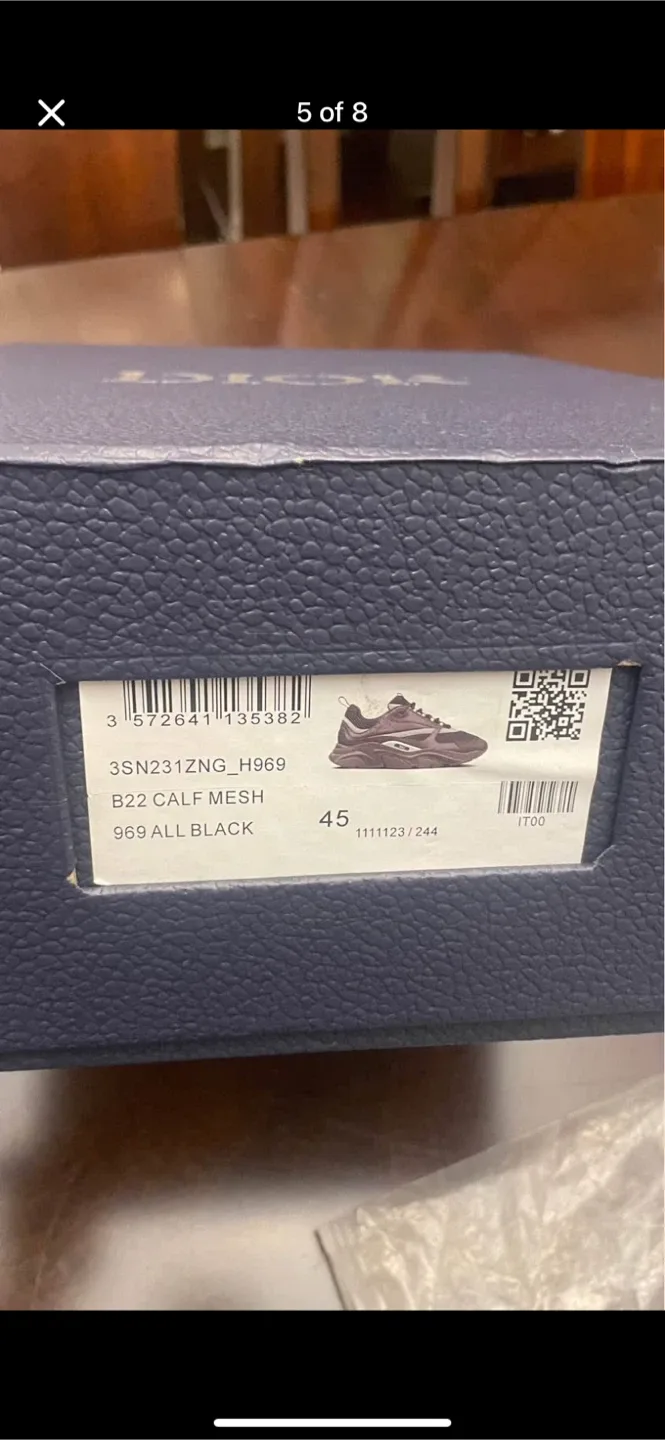 5 of 8
DIOR
3 572641 135382
3SN231ZNG_H969
B22 CALF MESH
969 ALL BLACK
45
1111123 / 244
IT00